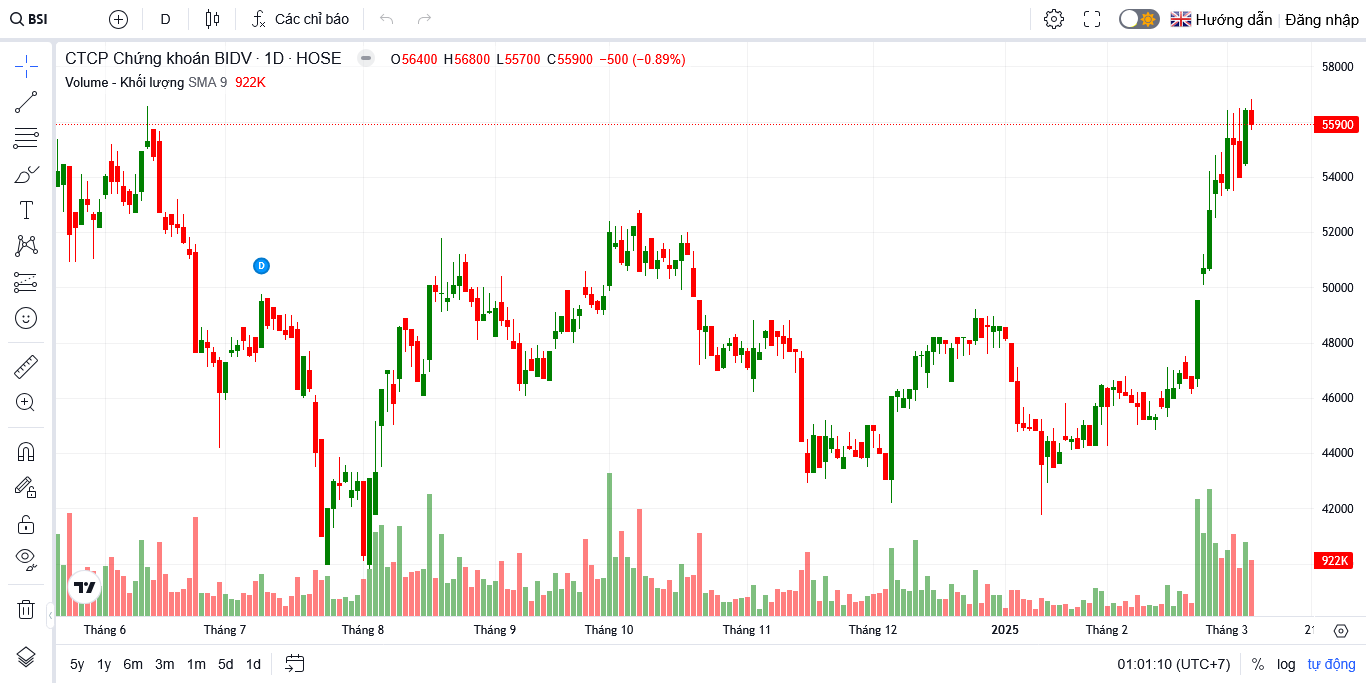 BSI D Các chỉ báo Hướng dẫn Đăng nhập
CTCP Chứng khoán BIDV · 1D · HOSE O56400 H56800 L55700 C55900 −500 (−0.89%)
Volume - Khối lượng SMA 9 922K
58000
55900
54000
52000
50000
48000
46000
44000
42000
922K
D
T
Tháng 6 Tháng 7 Tháng 8 Tháng 9 Tháng 10 Tháng 11 Tháng 12 2025 Tháng 2 Tháng 3
5y 1y 6m 3m 1m 5d 1d 01:01:10 (UTC+7) % log tự động